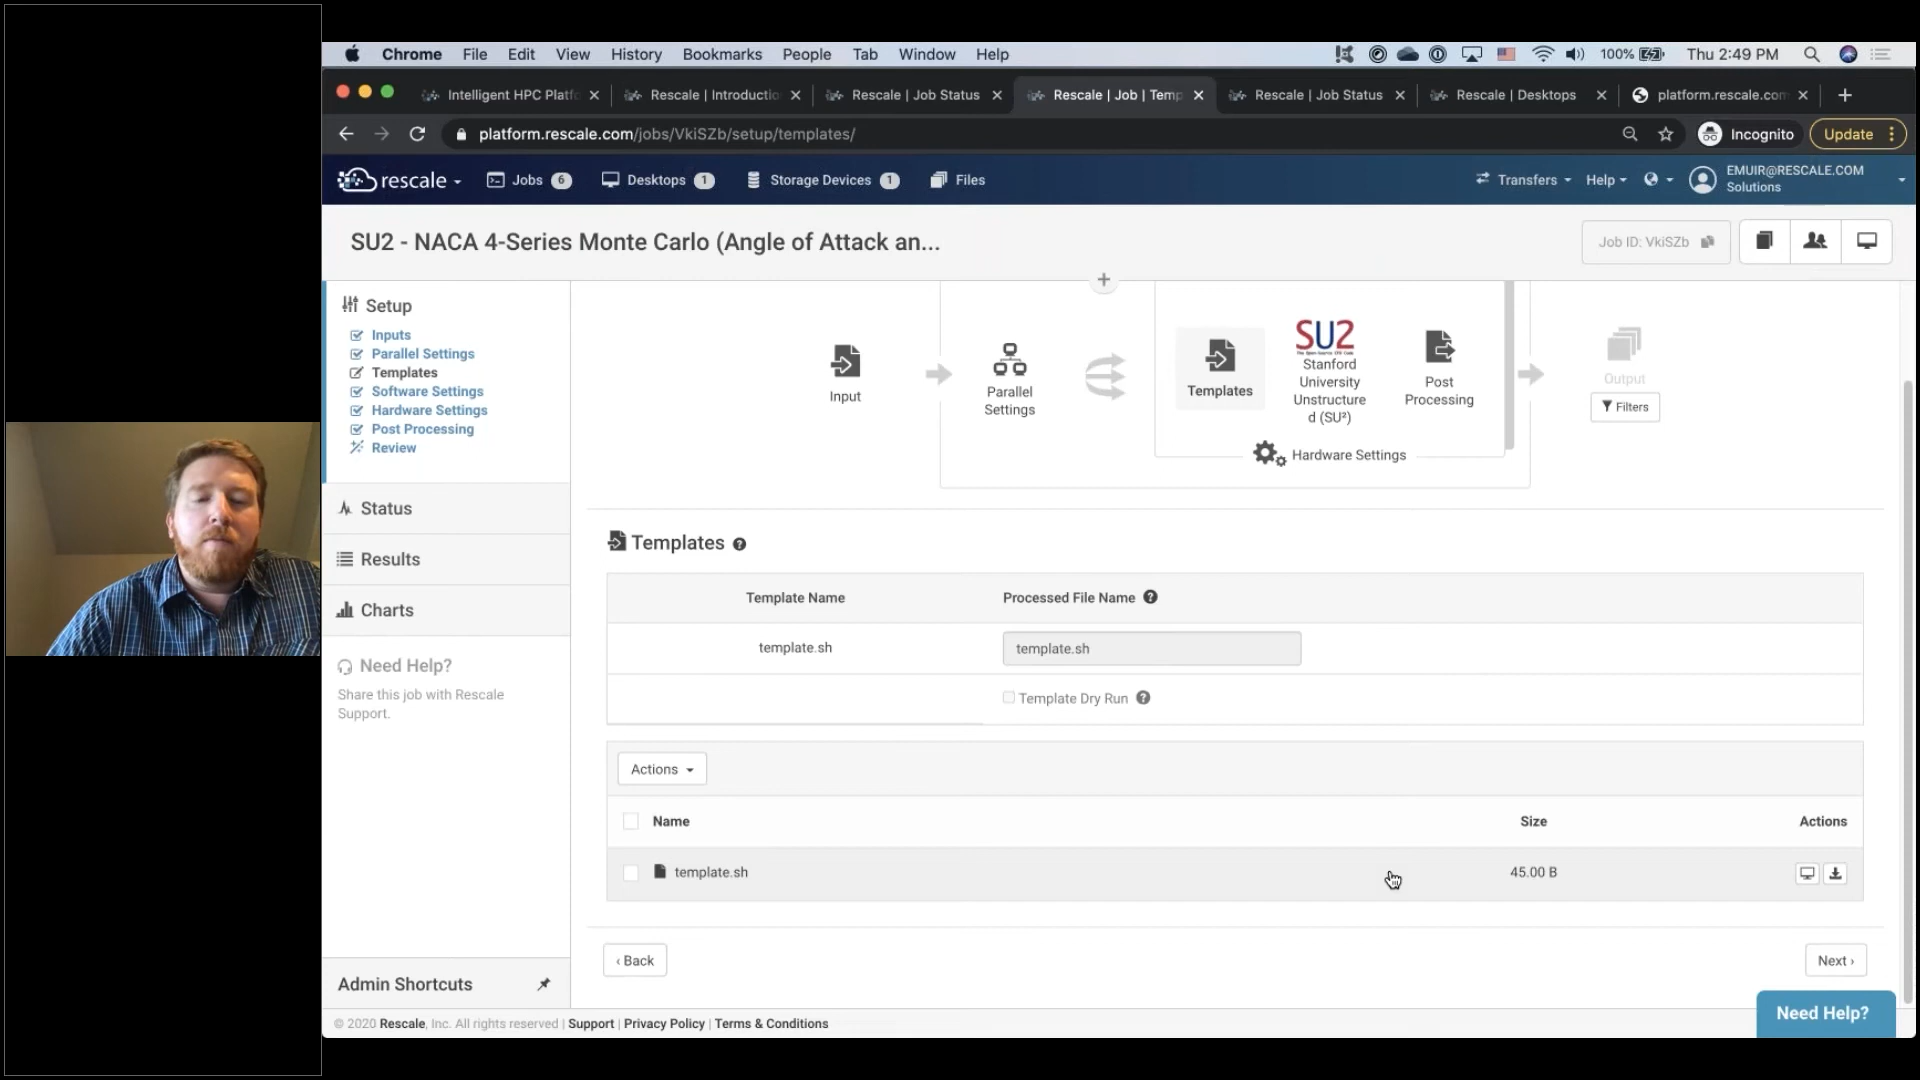 Chrome File Edit View History Bookmarks People Tab Window Help 100% Thu 2:49 PM
Intelligent HPC Platfo Rescale | Introductio Rescale | Job Status Rescale | Job | Temp Rescale | Job Status Rescale | Desktops platform.rescale.com
platform.rescale.com/jobs/VkiSZb/setup/templates/ Incognito Update
rescale Jobs 6 Desktops 1 Storage Devices 1 Files Transfers Help EMUIR@RESCALE.COM
Solutions
SU2 - NACA 4-Series Monte Carlo (Angle of Attack an... Job ID: VkiSZb
Setup
Inputs
Parallel Settings
Templates
Software Settings
Hardware Settings
Post Processing
Review
Status
Results
Charts
Need Help?
Share this job with Rescale
Support.
Admin Shortcuts
Input
Parallel
Settings
Templates
SU2
The Open-Source CFD Code
Stanford
University
Unstructure
d (SU²)
Post
Processing
Hardware Settings
Output
Filters
Templates
Template Name Processed File Name
template.sh template.sh
Template Dry Run
Actions
Name Size Actions
template.sh 45.00 B
‹ Back Next ›
Need Help?
© 2020 Rescale, Inc. All rights reserved | Support | Privacy Policy | Terms & Conditions